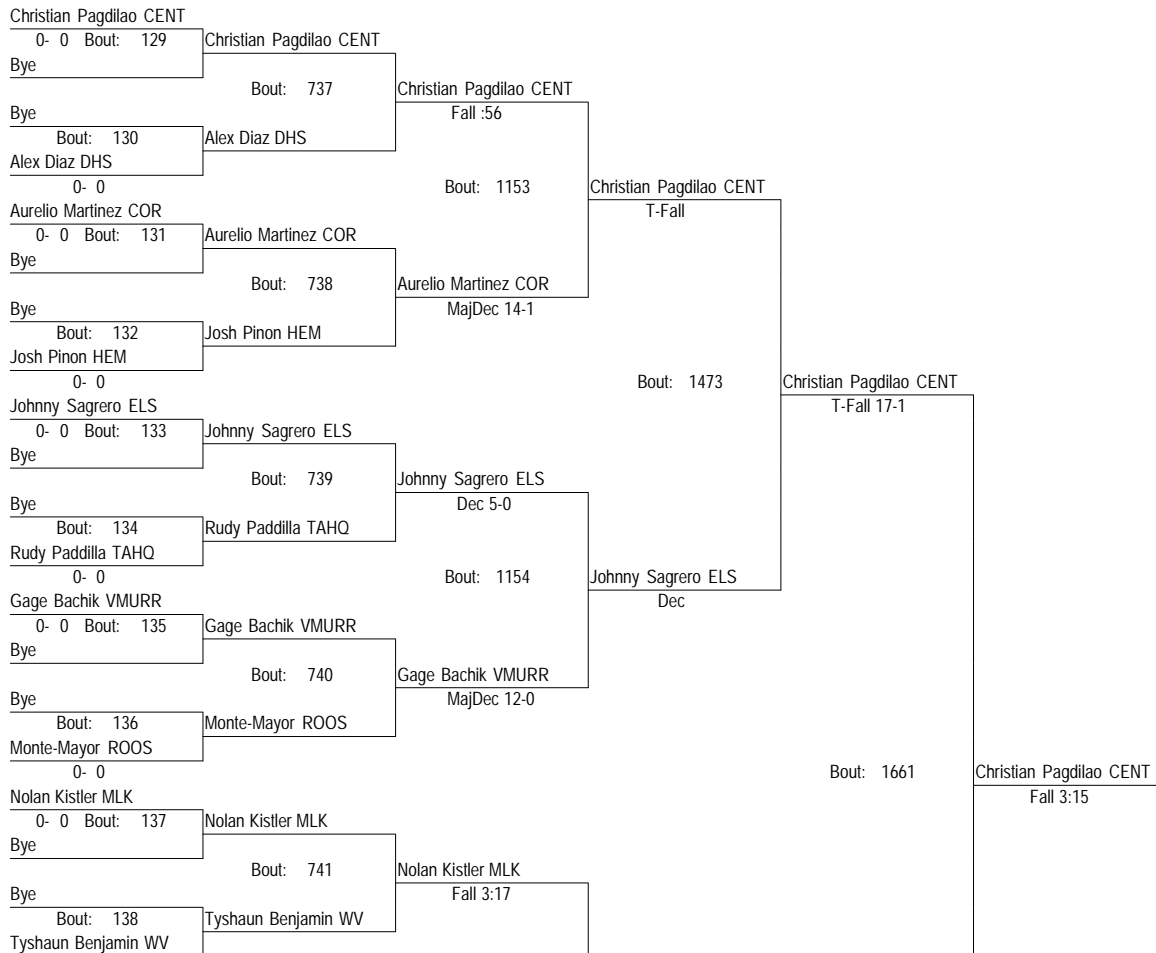 Christian Pagdilao CENT
0- 0 Bout: 129
Christian Pagdilao CENT
Bye
Bout: 737
Christian Pagdilao CENT
Fall :56
Bye
Bout: 130
Alex Diaz DHS
Alex Diaz DHS
0- 0
Bout: 1153
Christian Pagdilao CENT
T-Fall
Aurelio Martinez COR
0- 0 Bout: 131
Aurelio Martinez COR
Bye
Bout: 738
Aurelio Martinez COR
MajDec 14-1
Bye
Bout: 132
Josh Pinon HEM
Josh Pinon HEM
0- 0
Bout: 1473
Christian Pagdilao CENT
T-Fall 17-1
Johnny Sagrero ELS
0- 0 Bout: 133
Johnny Sagrero ELS
Bye
Bout: 739
Johnny Sagrero ELS
Dec 5-0
Bye
Bout: 134
Rudy Paddilla TAHQ
Rudy Paddilla TAHQ
0- 0
Bout: 1154
Johnny Sagrero ELS
Dec
Gage Bachik VMURR
0- 0 Bout: 135
Gage Bachik VMURR
Bye
Bout: 740
Gage Bachik VMURR
MajDec 12-0
Bye
Bout: 136
Monte-Mayor ROOS
Monte-Mayor ROOS
0- 0
Bout: 1661
Christian Pagdilao CENT
Fall 3:15
Nolan Kistler MLK
0- 0 Bout: 137
Nolan Kistler MLK
Bye
Bout: 741
Nolan Kistler MLK
Fall 3:17
Bye
Bout: 138
Tyshaun Benjamin WV
Tyshaun Benjamin WV